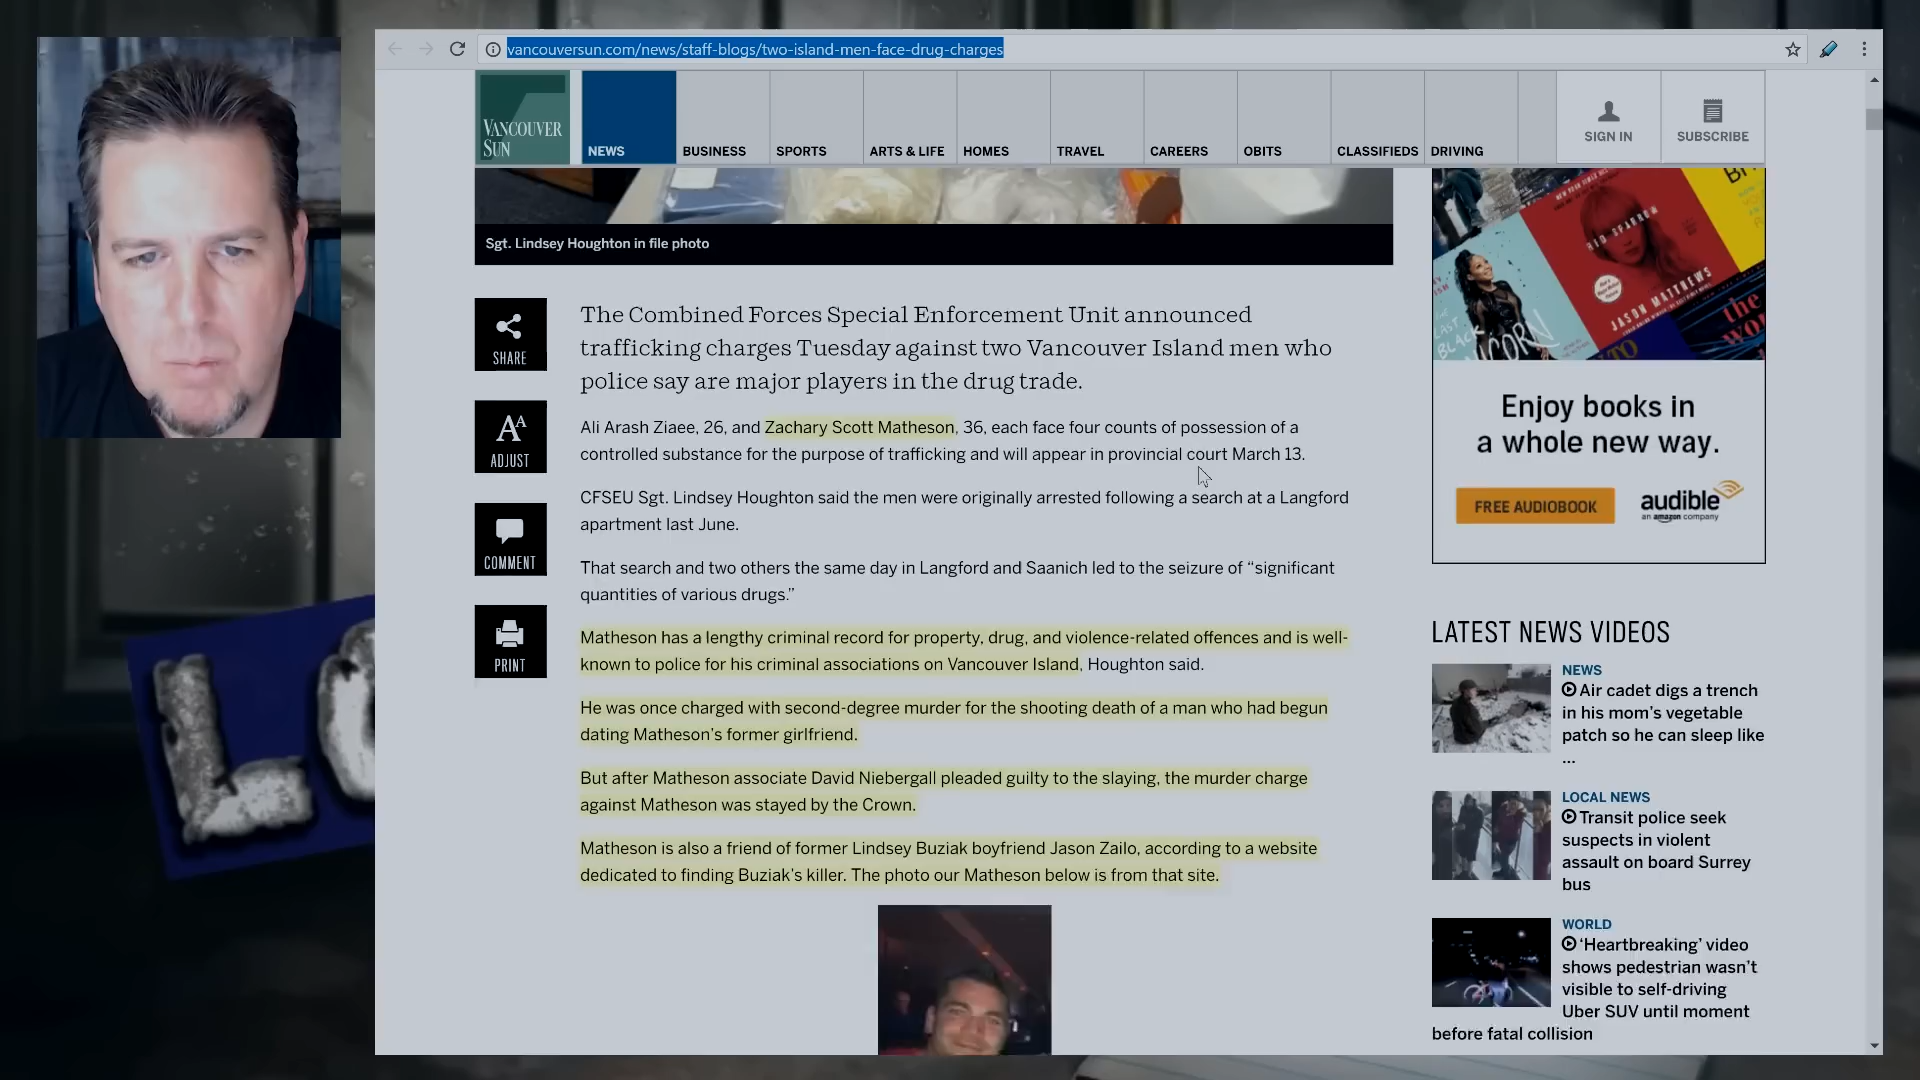 vancouversun.com/news/staff-blogs/two-island-men-face-drug-charges
VANCOUVER
SUN
NEWS
BUSINESS
SPORTS
ARTS & LIFE
HOMES
TRAVEL
CAREERS
OBITS
CLASSIFIEDS
DRIVING
SIGN IN
SUBSCRIBE
Sgt. Lindsey Houghton in file photo
SHARE
ADJUST
COMMENT
PRINT
The Combined Forces Special Enforcement Unit announced
trafficking charges Tuesday against two Vancouver Island men who
police say are major players in the drug trade.
Ali Arash Ziaee, 26, and Zachary Scott Matheson, 36, each face four counts of possession of a
controlled substance for the purpose of trafficking and will appear in provincial court March 13.
CFSEU Sgt. Lindsey Houghton said the men were originally arrested following a search at a Langford
apartment last June.
That search and two others the same day in Langford and Saanich led to the seizure of “significant
quantities of various drugs.”
Matheson has a lengthy criminal record for property, drug, and violence-related offences and is well-
known to police for his criminal associations on Vancouver Island, Houghton said.
He was once charged with second-degree murder for the shooting death of a man who had begun
dating Matheson’s former girlfriend.
But after Matheson associate David Niebergall pleaded guilty to the slaying, the murder charge
against Matheson was stayed by the Crown.
Matheson is also a friend of former Lindsey Buziak boyfriend Jason Zailo, according to a website
dedicated to finding Buziak’s killer. The photo our Matheson below is from that site.
RED SPARROW
JASON MATTHEWS
Enjoy books in
a whole new way.
FREE AUDIOBOOK
audible
an amazon company
LATEST NEWS VIDEOS
NEWS
Air cadet digs a trench
in his mom’s vegetable
patch so he can sleep like
...
LOCAL NEWS
Transit police seek
suspects in violent
assault on board Surrey
bus
WORLD
‘Heartbreaking’ video
shows pedestrian wasn’t
visible to self-driving
Uber SUV until moment
before fatal collision